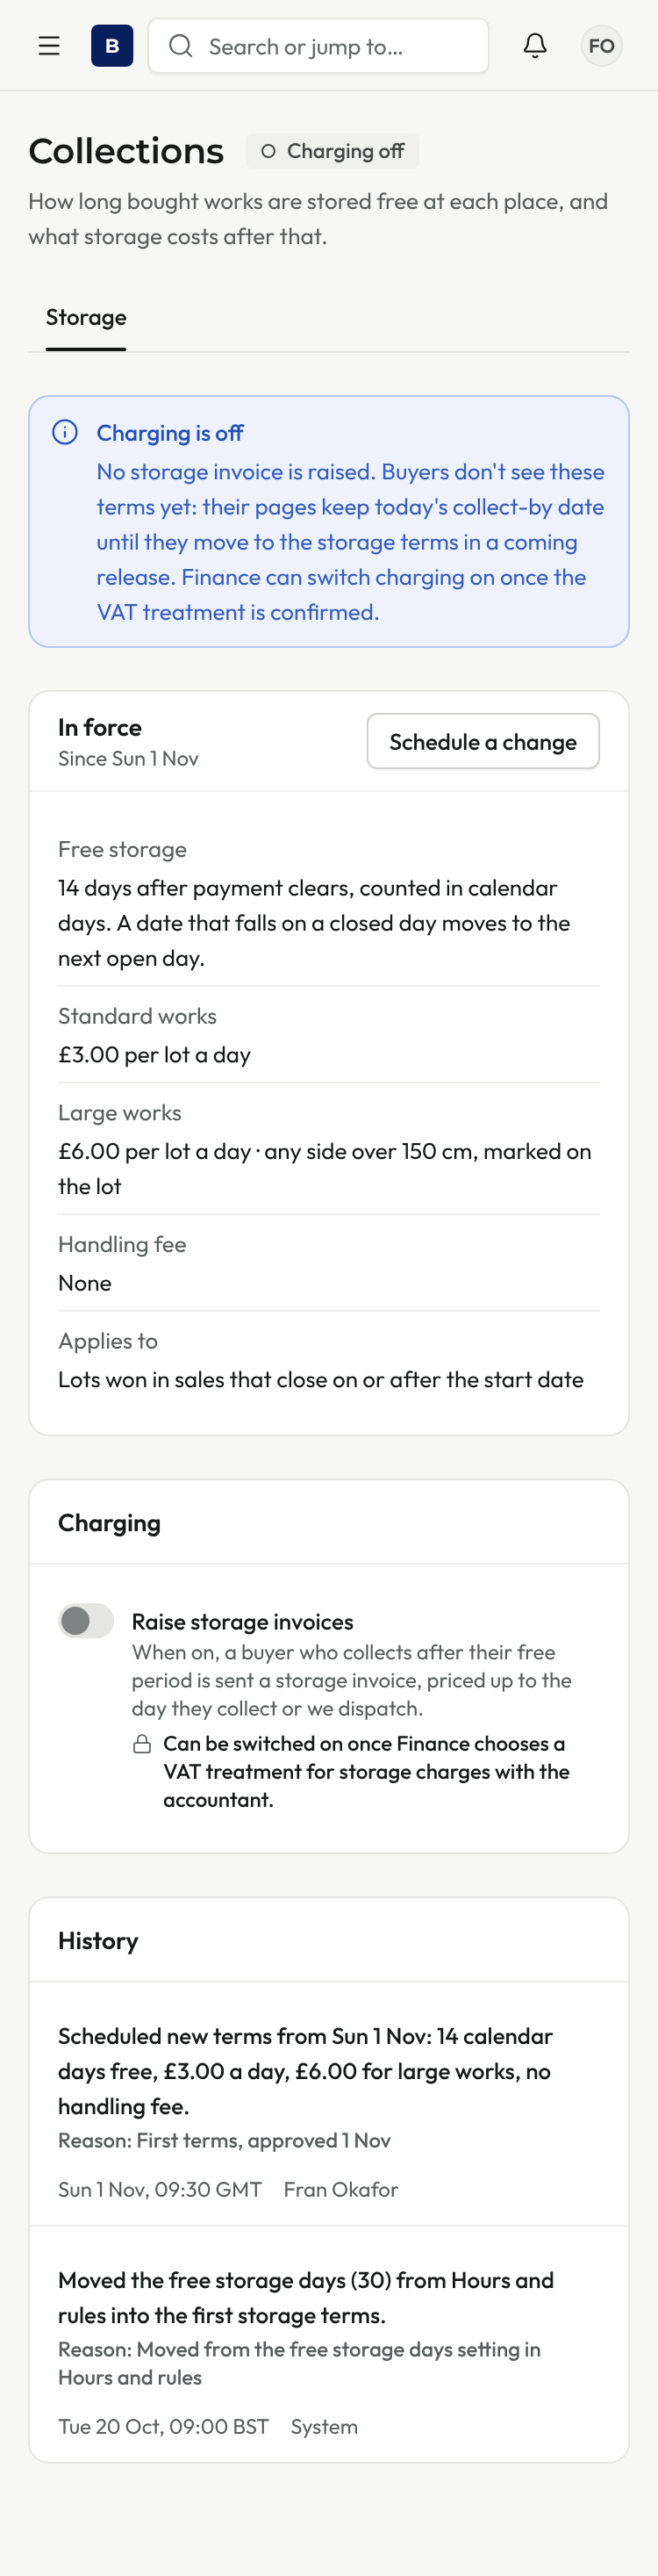 B
Search or jump to...
FO
Collections
Charging off
How long bought works are stored free at each place, and
what storage costs after that.
Storage
Charging is off
No storage invoice is raised. Buyers don't see these
terms yet: their pages keep today's collect-by date
until they move to the storage terms in a coming
release. Finance can switch charging on once the
VAT treatment is confirmed.
In force
Since Sun 1 Nov
Schedule a change
Free storage
14 days after payment clears, counted in calendar
days. A date that falls on a closed day moves to the
next open day.
Standard works
£3.00 per lot a day
Large works
£6.00 per lot a day · any side over 150 cm, marked on
the lot
Handling fee
None
Applies to
Lots won in sales that close on or after the start date
Charging
Raise storage invoices
When on, a buyer who collects after their free
period is sent a storage invoice, priced up to the
day they collect or we dispatch.
Can be switched on once Finance chooses a
VAT treatment for storage charges with the
accountant.
History
Scheduled new terms from Sun 1 Nov: 14 calendar
days free, £3.00 a day, £6.00 for large works, no
handling fee.
Reason: First terms, approved 1 Nov
Sun 1 Nov, 09:30 GMT Fran Okafor
Moved the free storage days (30) from Hours and
rules into the first storage terms.
Reason: Moved from the free storage days setting in
Hours and rules
Tue 20 Oct, 09:00 BST System